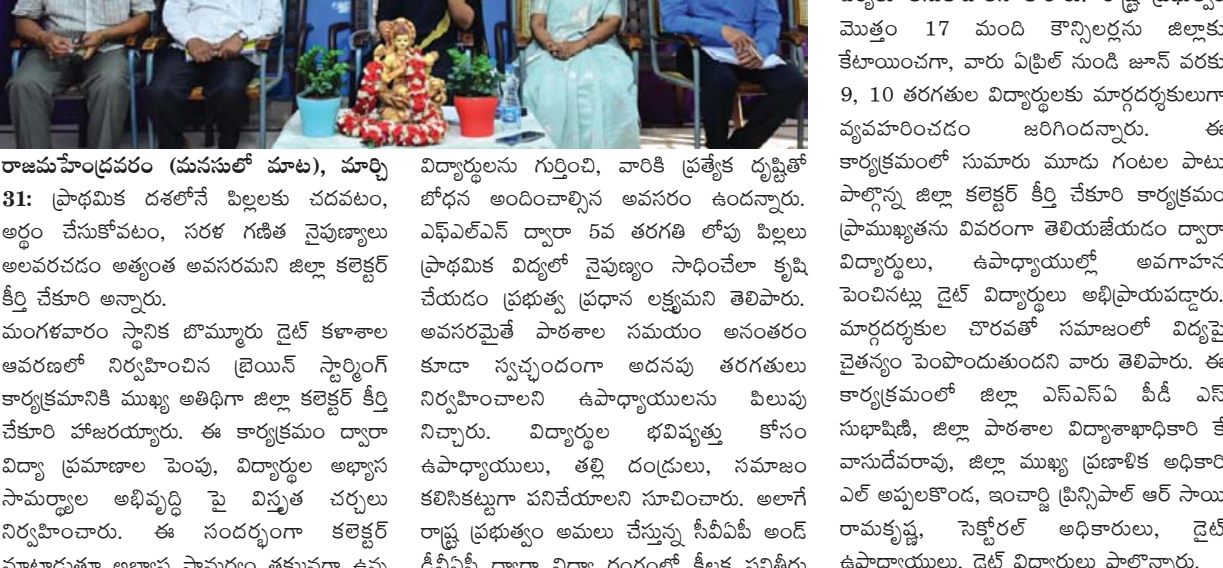 రాజమహేంద్రవరం (మనసులో మాట), మార్చి
31: ప్రాథమిక దశలోనే పిల్లలకు చదవటం,
అర్థం చేసుకోవటం, సరళ గణిత నైపుణ్యాలు
అలవరచడం అత్యంత అవసరమని జిల్లా కలెక్టర్
కీర్తి చేకూరి అన్నారు.
మంగళవారం స్థానిక బొమ్మూరు డైట్ కళాశాల
ఆవరణలో నిర్వహించిన బ్రెయిన్ స్టార్మింగ్
కార్యక్రమానికి ముఖ్య అతిథిగా జిల్లా కలెక్టర్ కీర్తి
చేకూరి హాజరయ్యారు. ఈ కార్యక్రమం ద్వారా
విద్యా ప్రమాణాల పెంపు, విద్యార్థుల అభ్యాస
సామర్థ్యాల అభివృద్ధి పై విస్తృత చర్చలు
నిర్వహించారు. ఈ సందర్భంగా కలెక్టర్
మాట్లాడుతూ అభ్యాస సామర్థ్యం తక్కువగా ఉన్న
విద్యార్థులను గుర్తించి, వారికి ప్రత్యేక దృష్టితో
బోధన అందించాల్సిన అవసరం ఉందన్నారు.
ఎఫ్ఎల్ఎన్ ద్వారా 5వ తరగతి లోపు పిల్లలు
ప్రాథమిక విద్యలో నైపుణ్యం సాధించేలా కృషి
చేయడం ప్రభుత్వ ప్రధాన లక్ష్యమని తెలిపారు.
అవసరమైతే పాఠశాల సమయం అనంతరం
కూడా స్వచ్ఛందంగా అదనపు తరగతులు
నిర్వహించాలని ఉపాధ్యాయులను పిలుపు
నిచ్చారు. విద్యార్థుల భవిష్యత్తు కోసం
ఉపాధ్యాయులు, తల్లి దండ్రులు, సమాజం
కలిసికట్టుగా పనిచేయాలని సూచించారు. అలాగే
రాష్ట్ర ప్రభుత్వం అమలు చేస్తున్న సీవీఏపీ అండ్
ద్వారా విద్యా రంగంలో కీలక
మొత్తం 17 మంది కౌన్సిలర్లను జిల్లాకు
కేటాయించగా, వారు ఏప్రిల్ నుండి జూన్ వరకు
9, 10 తరగతుల విద్యార్థులకు మార్గదర్శకులుగా
వ్యవహరించడం జరిగిందన్నారు. ఈ
కార్యక్రమంలో సుమారు మూడు గంటల పాటు
పాల్గొన్న జిల్లా కలెక్టర్ కీర్తి చేకూరి కార్యక్రమం
ప్రాముఖ్యతను వివరంగా తెలియజేయడం ద్వారా
విద్యార్థులు, ఉపాధ్యాయుల్లో అవగాహన
పెంచినట్లు డైట్ విద్యార్థులు అభిప్రాయపడ్డారు.
మార్గదర్శకుల చొరవతో సమాజంలో విద్యపై
చైతన్యం పెంపొందుతుందని వారు తెలిపారు. ఈ
కార్యక్రమంలో జిల్లా ఎస్ఎస్ఏ పీడీ ఎస్
సుభాషిణి, జిల్లా పాఠశాల విద్యాశాఖాధికారి కే
వాసుదేవరావు, జిల్లా ముఖ్య ప్రణాళిక అధికారి
ఎల్ అప్పలకొండ, ఇంచార్జి ప్రిన్సిపాల్ ఆర్ సాయి
రామకృష్ణ, సెక్టోరల్ అధికారులు, డైట్
ఉపాధ్యాయులు, డైట్ విద్యార్థులు పాల్గొన్నారు.